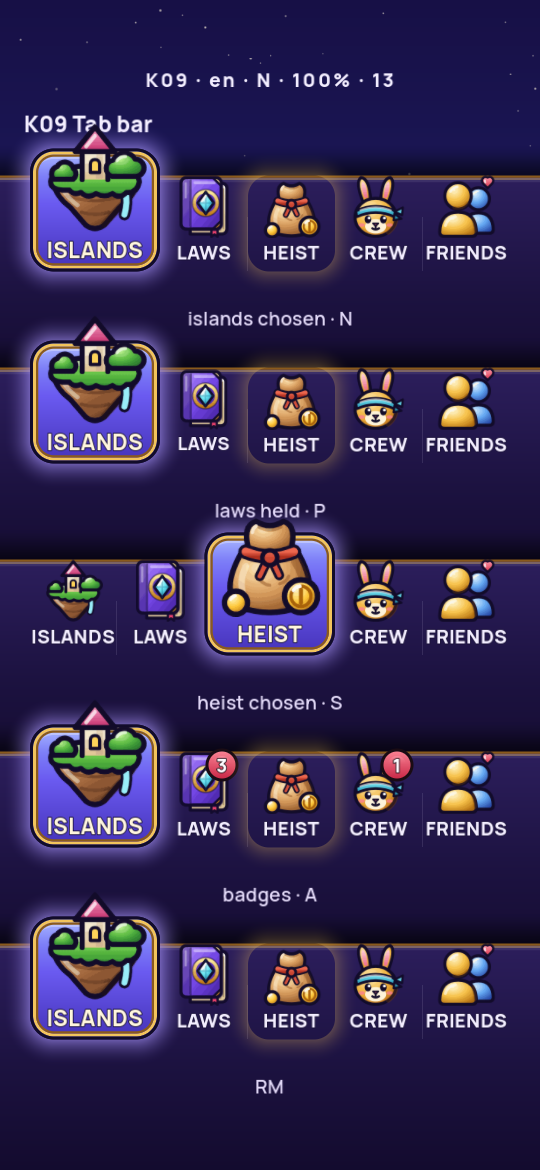 K09 · en · N · 100% · 13
K09 Tab bar
ISLANDS LAWS HEIST CREW FRIENDS
islands chosen · N
ISLANDS LAWS HEIST CREW FRIENDS
laws held · P
ISLANDS LAWS HEIST CREW FRIENDS
heist chosen · S
3 1
ISLANDS LAWS HEIST CREW FRIENDS
badges · A
ISLANDS LAWS HEIST CREW FRIENDS
RM